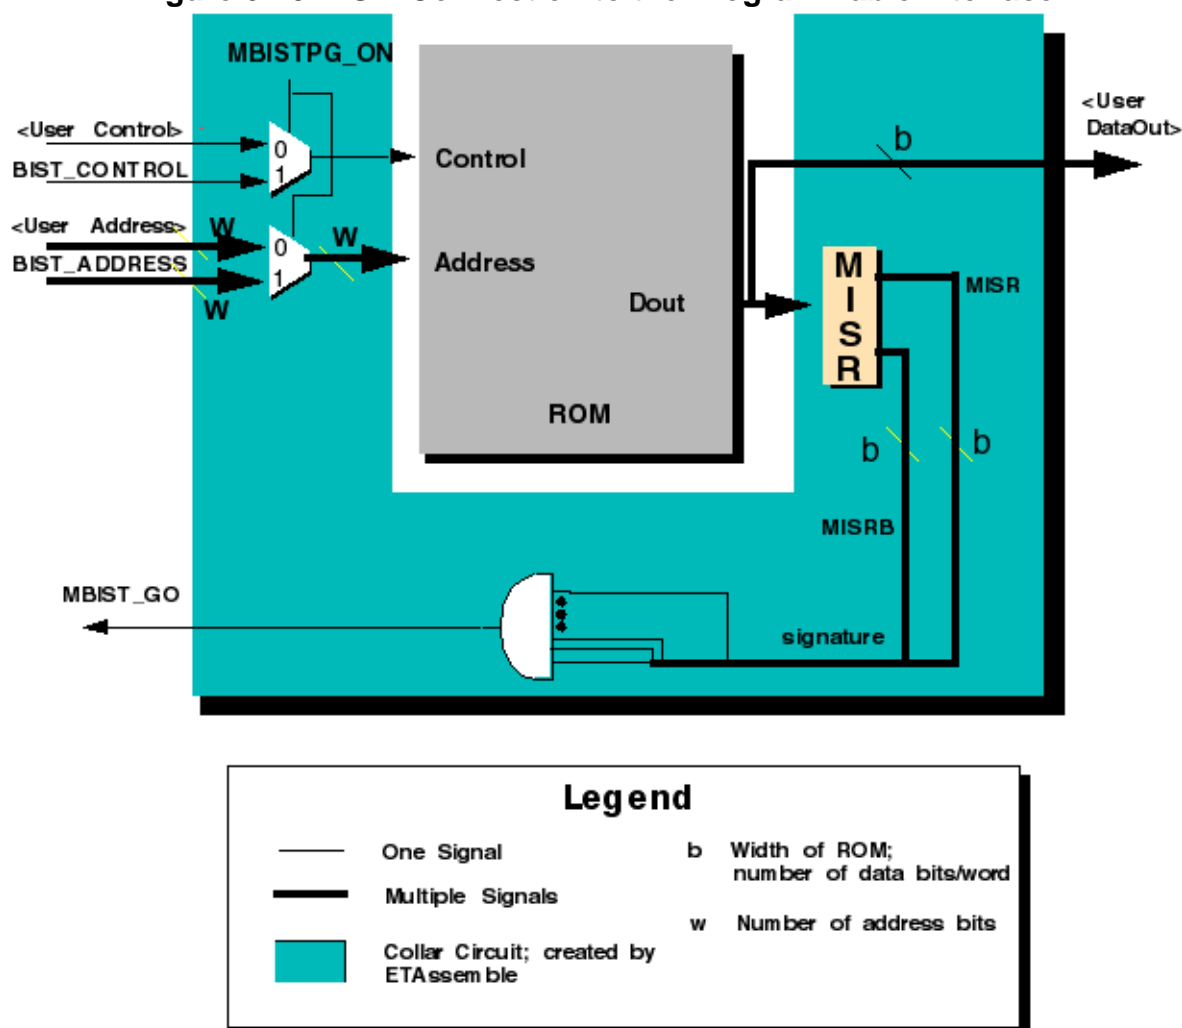 MBISTPG_ON
<User Control>
BIST_CONTROL
0
1
Control
<User Address>
BIST_ADDRESS
W
W
0
1
W
Address
Dout
ROM
b
<User
DataOut>
M
I
S
R
MISR
b
b
MISRB
MBIST_GO
signature
Legend
One Signal
Multiple Signals
Collar Circuit; created by
ETAssemble
b Width of ROM;
number of data bits/word
w Number of address bits